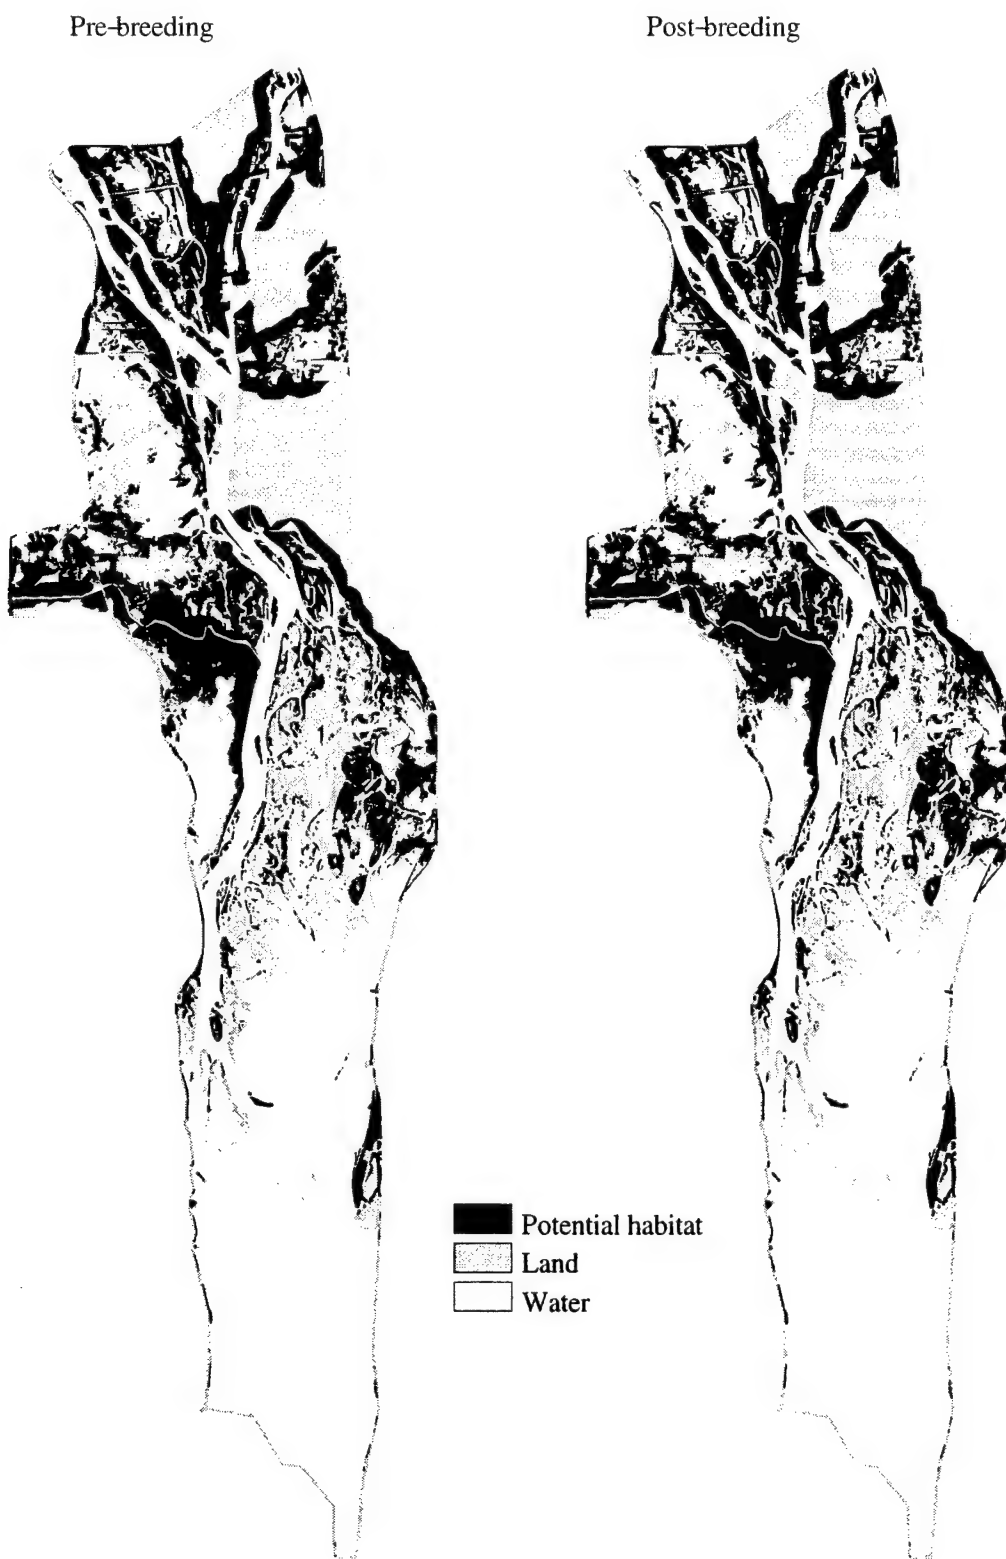 Pre-breeding
Post-breeding
Potential habitat
Land
Water